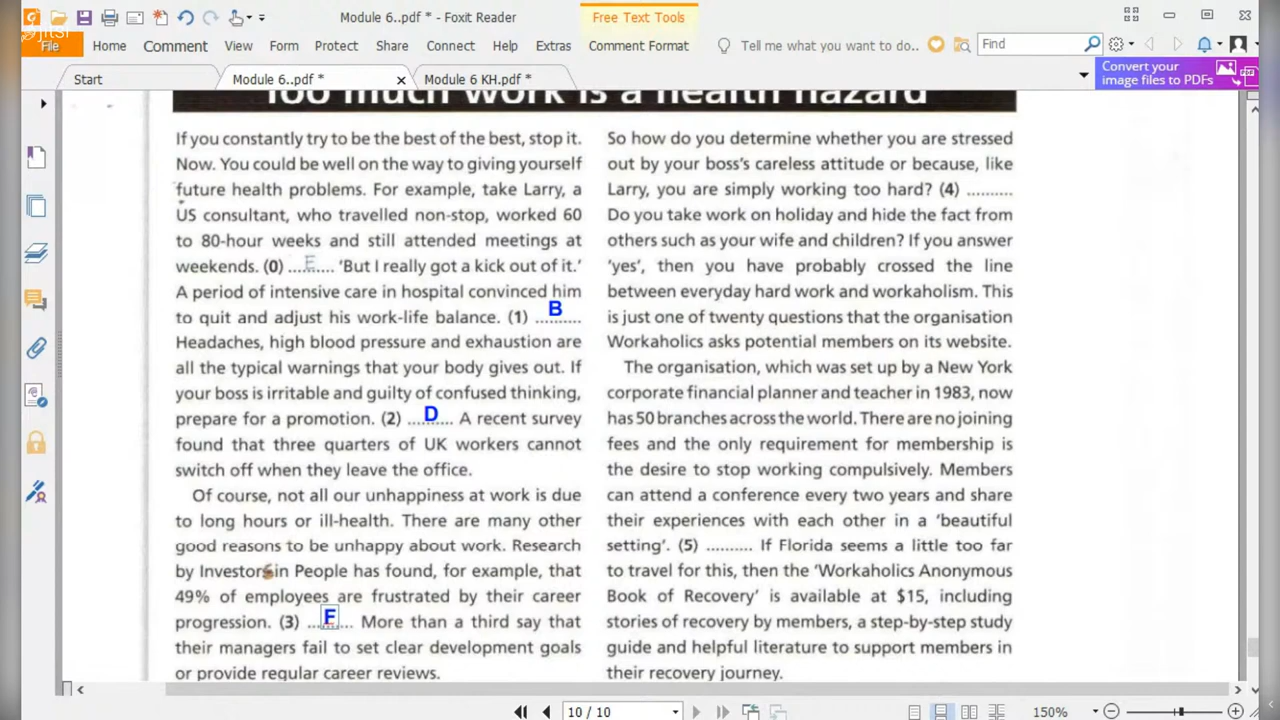 Module 6..pdf * - Foxit Reader
Free Text Tools
Jitsi
File
Home
Comment
View
Form
Protect
Share
Connect
Help
Extras
Comment Format
Tell me what you want to do..
Find
Start
Module 6..pdf *
Module 6 KH.pdf *
Convert your
image files to PDFs
PDF
Too much work is a health hazard
If you constantly try to be the best of the best, stop it.
Now. You could be well on the way to giving yourself
future health problems. For example, take Larry, a
US consultant, who travelled non-stop, worked 60
to 80-hour weeks and still attended meetings at
weekends. (0) ....E.... 'But I really got a kick out of it.'
A period of intensive care in hospital convinced him
to quit and adjust his work-life balance. (1) ....B....
Headaches, high blood pressure and exhaustion are
all the typical warnings that your body gives out. If
your boss is irritable and guilty of confused thinking,
prepare for a promotion. (2) ....D.... A recent survey
found that three quarters of UK workers cannot
switch off when they leave the office.
Of course, not all our unhappiness at work is due
to long hours or ill-health. There are many other
good reasons to be unhappy about work. Research
by Investors in People has found, for example, that
49% of employees are frustrated by their career
progression. (3) ....F.... More than a third say that
their managers fail to set clear development goals
or provide regular career reviews.
So how do you determine whether you are stressed
out by your boss's careless attitude or because, like
Larry, you are simply working too hard? (4) ..........
Do you take work on holiday and hide the fact from
others such as your wife and children? If you answer
'yes', then you have probably crossed the line
between everyday hard work and workaholism. This
is just one of twenty questions that the organisation
Workaholics asks potential members on its website.
The organisation, which was set up by a New York
corporate financial planner and teacher in 1983, now
has 50 branches across the world. There are no joining
fees and the only requirement for membership is
the desire to stop working compulsively. Members
can attend a conference every two years and share
their experiences with each other in a 'beautiful
setting'. (5) .......... If Florida seems a little too far
to travel for this, then the 'Workaholics Anonymous
Book of Recovery' is available at $15, including
stories of recovery by members, a step-by-step study
guide and helpful literature to support members in
their recovery journey.
10 / 10
150%